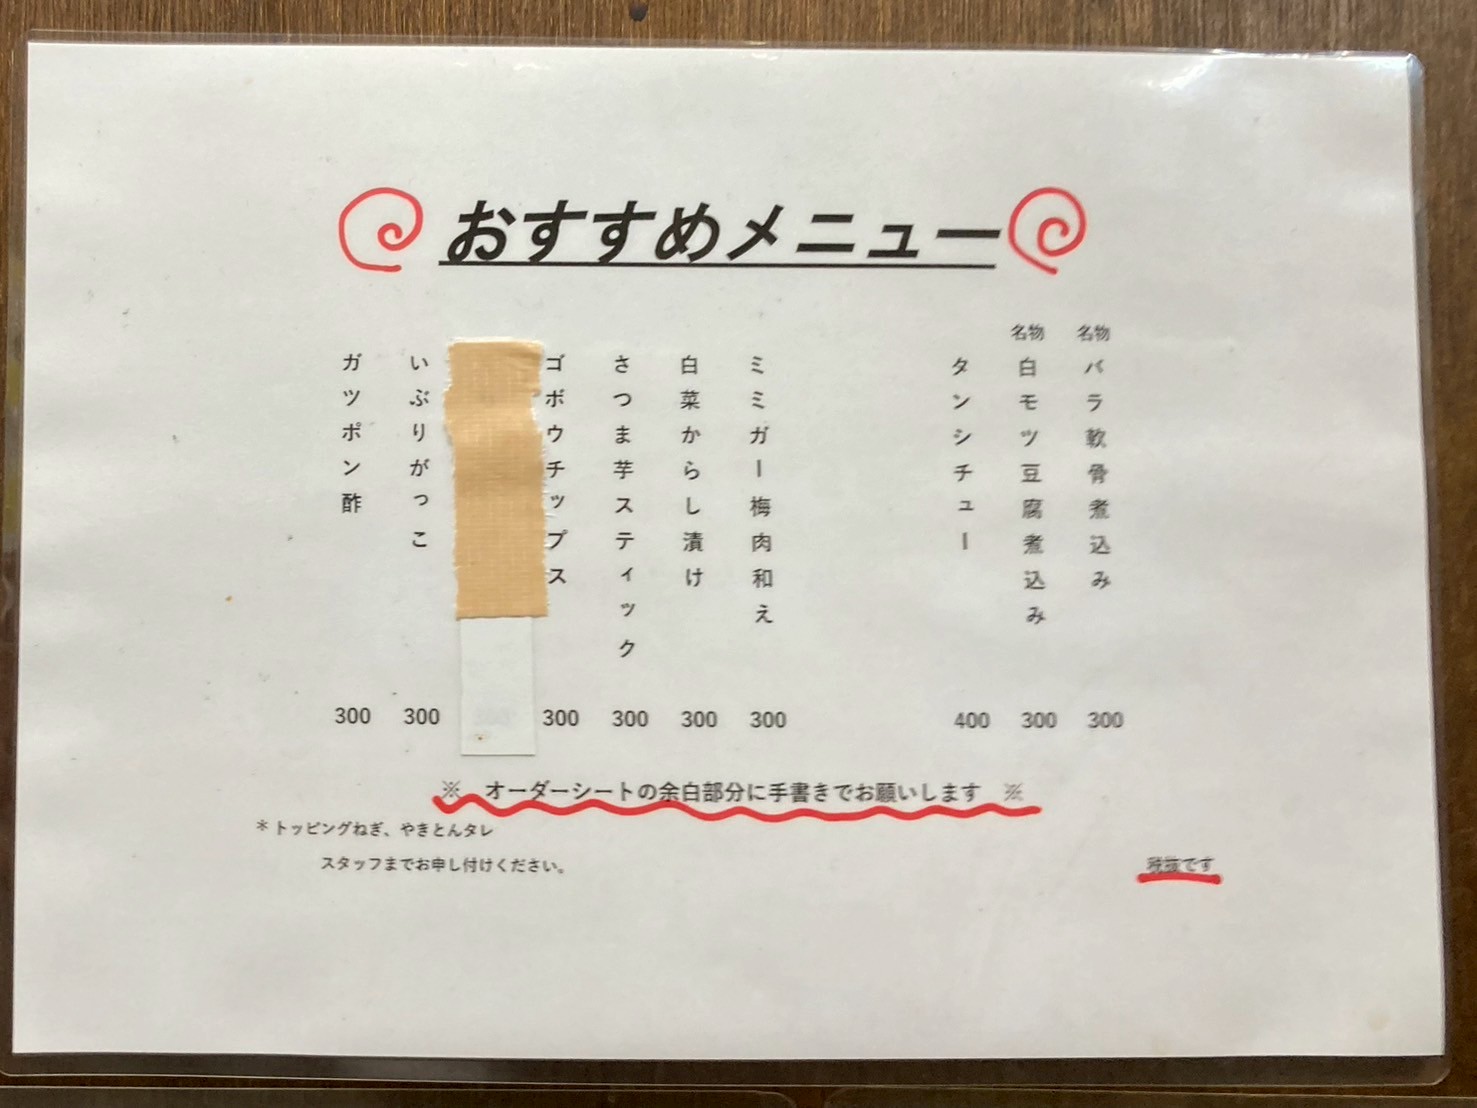 おすすめメニュー
名物 バラ軟骨煮込み 300
名物 白モツ豆腐煮込み 300
タンシチュー 400
ミミガー梅肉和え 300
白菜からし漬け 300
さつま芋スティック 300
ゴボウチップス 300
いぶりがっこ 300
ガツポン酢 300
※ オーダーシートの余白部分に手書きでお願いします ※
＊トッピングねぎ、やきとんタレ
スタッフまでお申し付けください。
税抜です